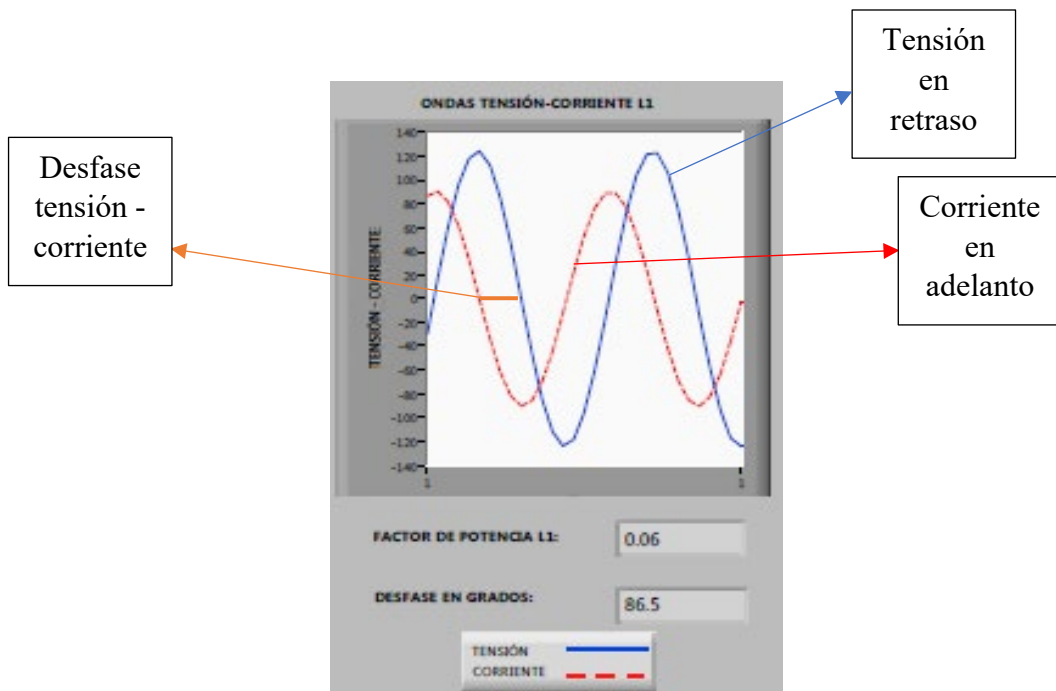 Tensión
en
retraso
ONDAS TENSIÓN-CORRIENTE L1
Desfase
tensión -
corriente
Corriente
en
adelanto
TENSIÓN - CORRIENTE
140
120
100
80
60
40
20
0
-20
-40
-60
-80
-100
-120
-140
FACTOR DE POTENCIA L1:
0.06
DESFASE EN GRADOS:
86.5
TENSIÓN
CORRIENTE